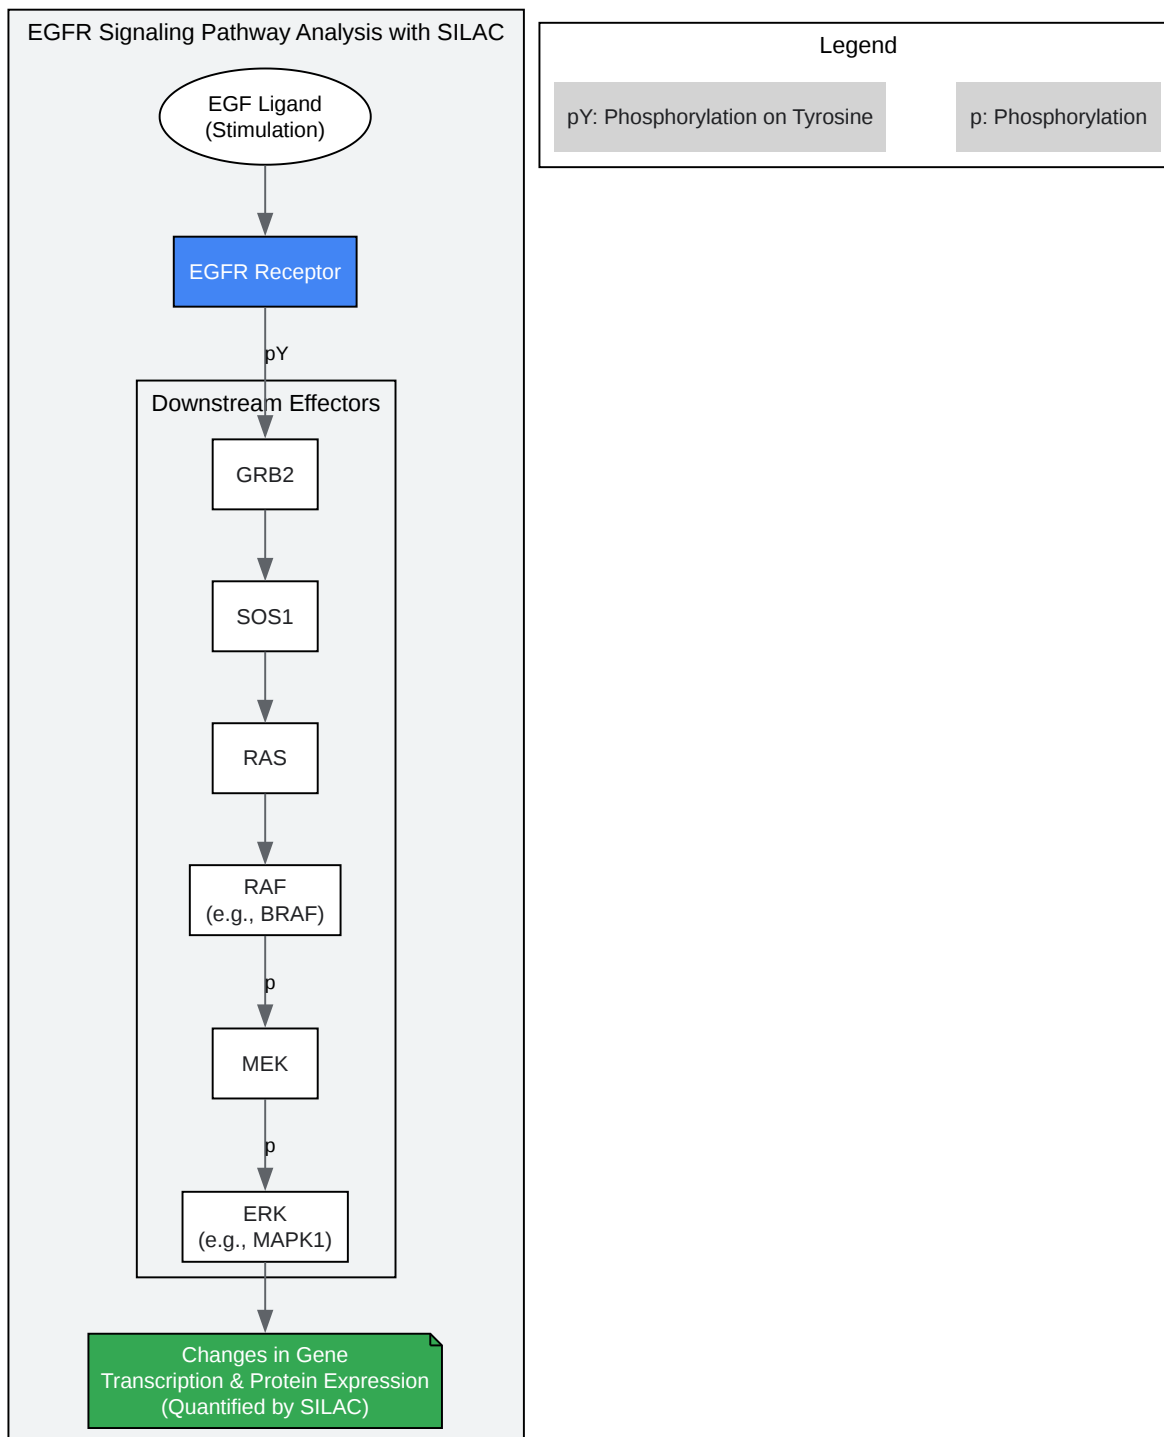 EGFR Signaling Pathway Analysis with SILAC
EGF Ligand
(Stimulation)
EGFR Receptor
pY
Downstream Effectors
GRB2
SOS1
RAS
RAF
(e.g., BRAF)
p
MEK
p
ERK
(e.g., MAPK1)
Changes in Gene
Transcription & Protein Expression
(Quantified by SILAC)
Legend
pY: Phosphorylation on Tyrosine
p: Phosphorylation